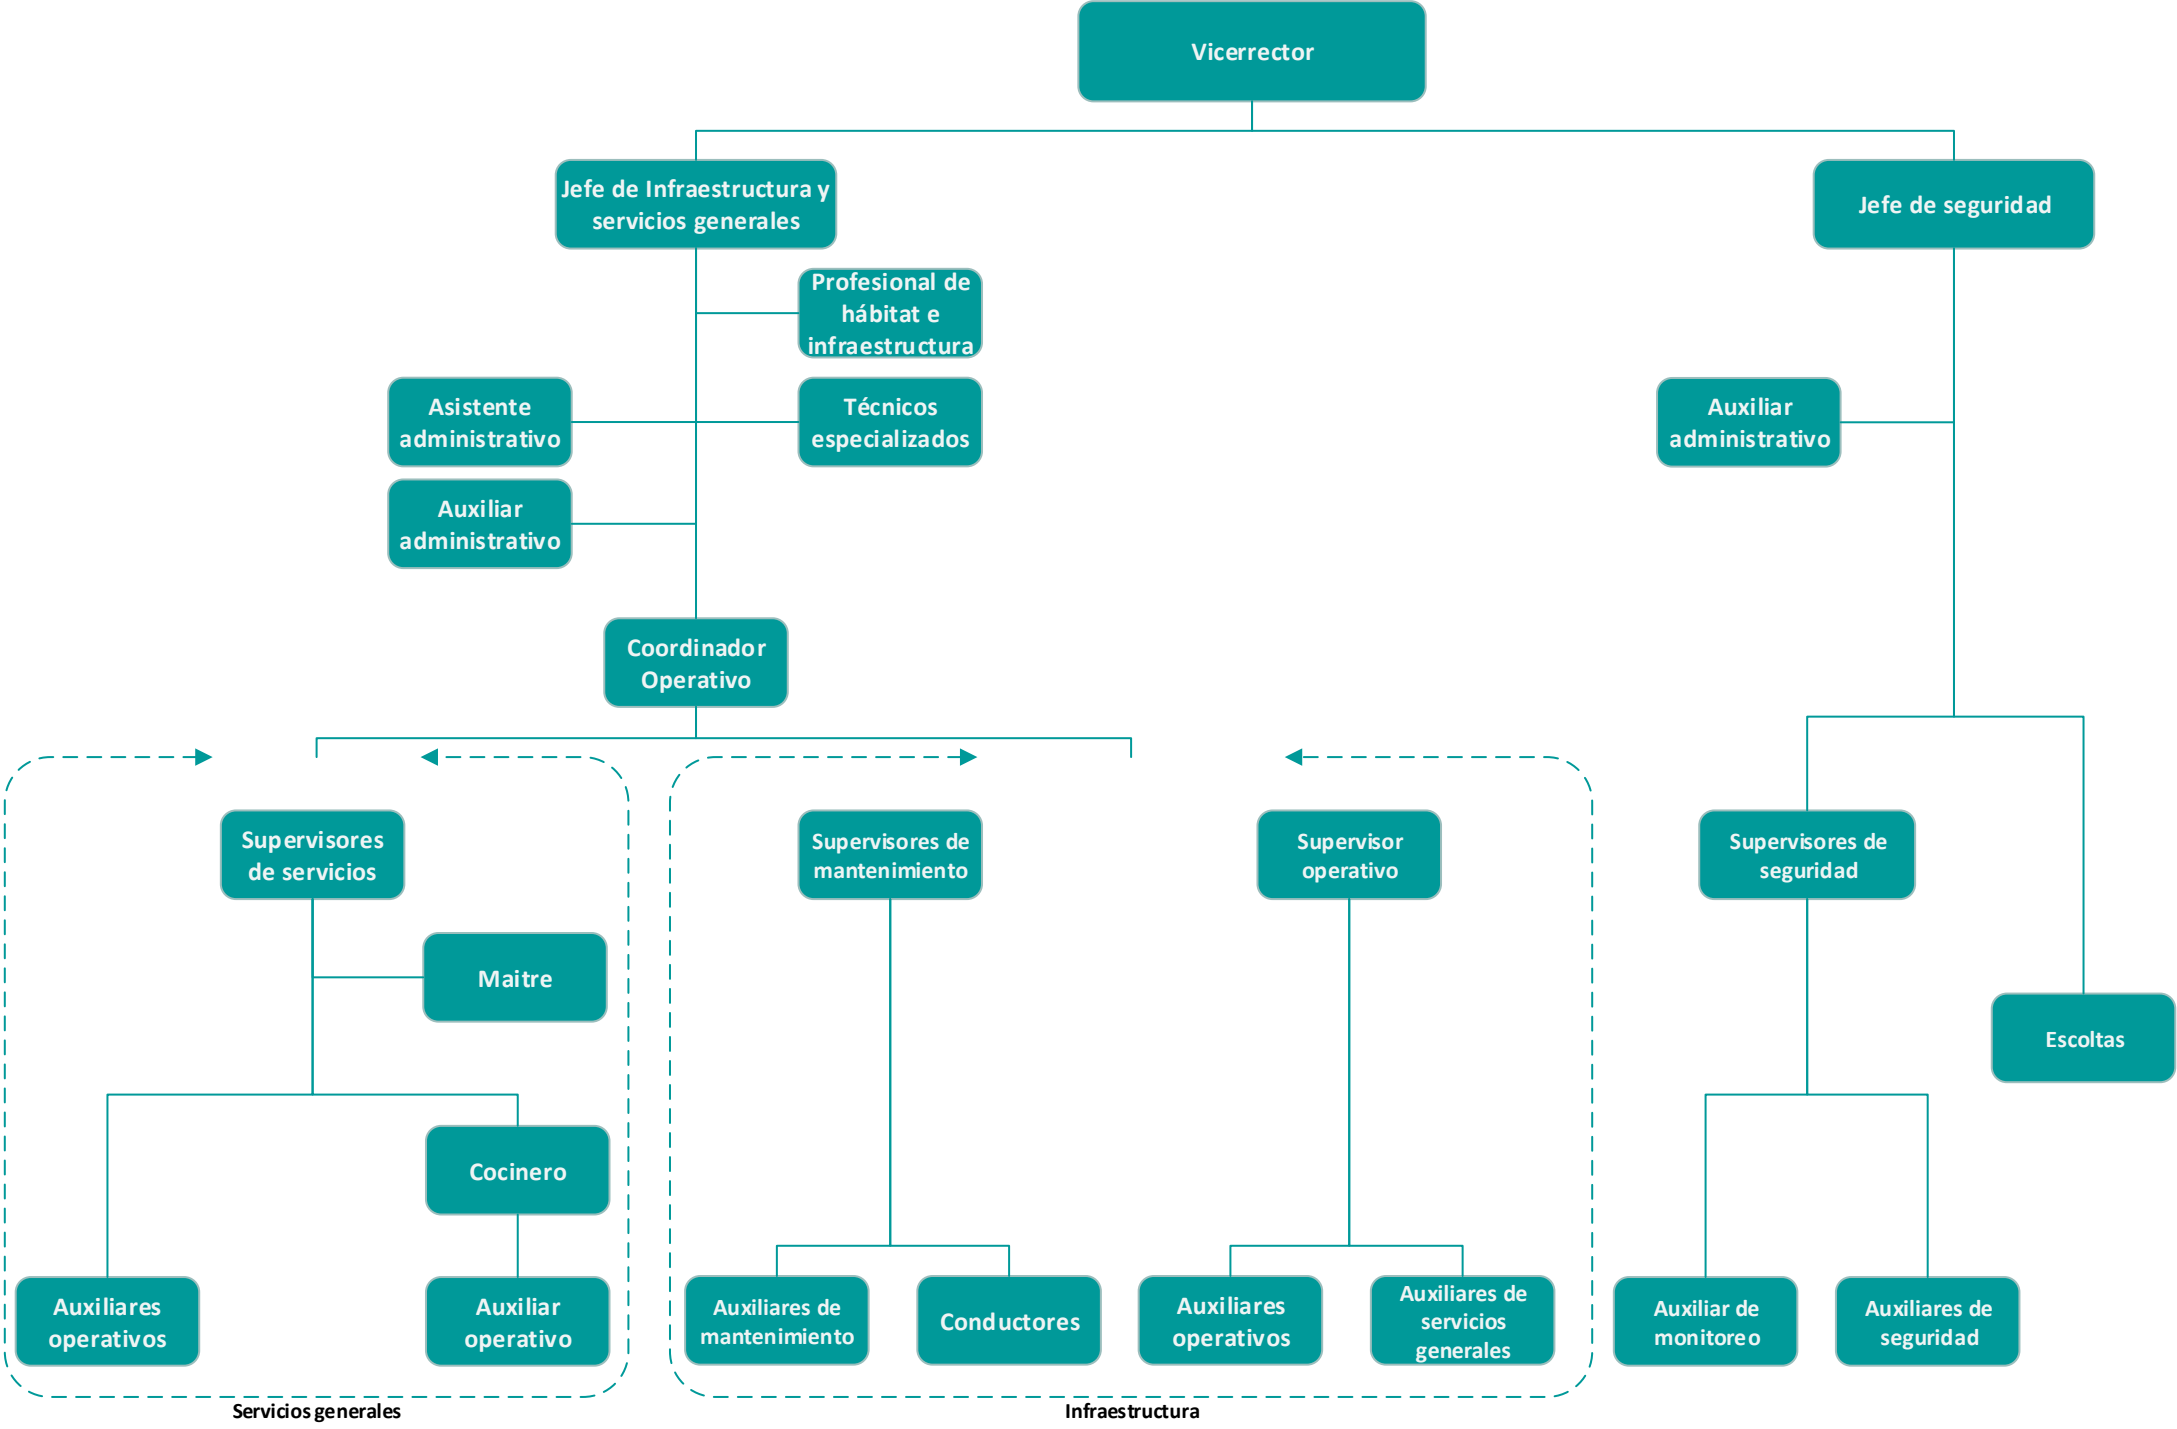 Vicerrector
Jefe de Infraestructura y
servicios generales
Jefe de seguridad
Profesional de
hábitat e
infraestructura
Asistente
administrativo
Técnicos
especializados
Auxiliar
administrativo
Auxiliar
administrativo
Coordinador
Operativo
Supervisores
de servicios
Supervisores de
mantenimiento
Supervisor
operativo
Supervisores de
seguridad
Maitre
Escoltas
Cocinero
Auxiliares
operativos
Auxiliar
operativo
Auxiliares de
mantenimiento
Conductores
Auxiliares
operativos
Auxiliares de
servicios
generales
Auxiliar de
monitoreo
Auxiliares de
seguridad
Servicios generales
Infraestructura